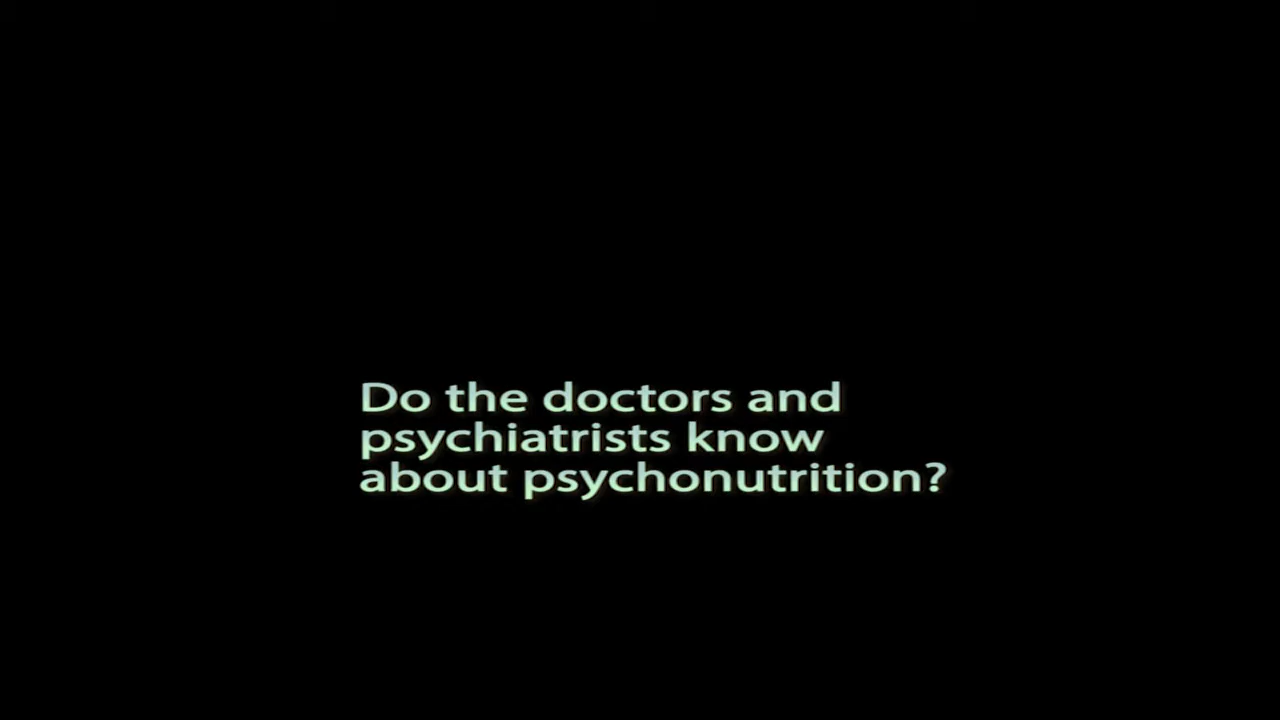 Do the doctors and
psychiatrists know
about psychonutrition?